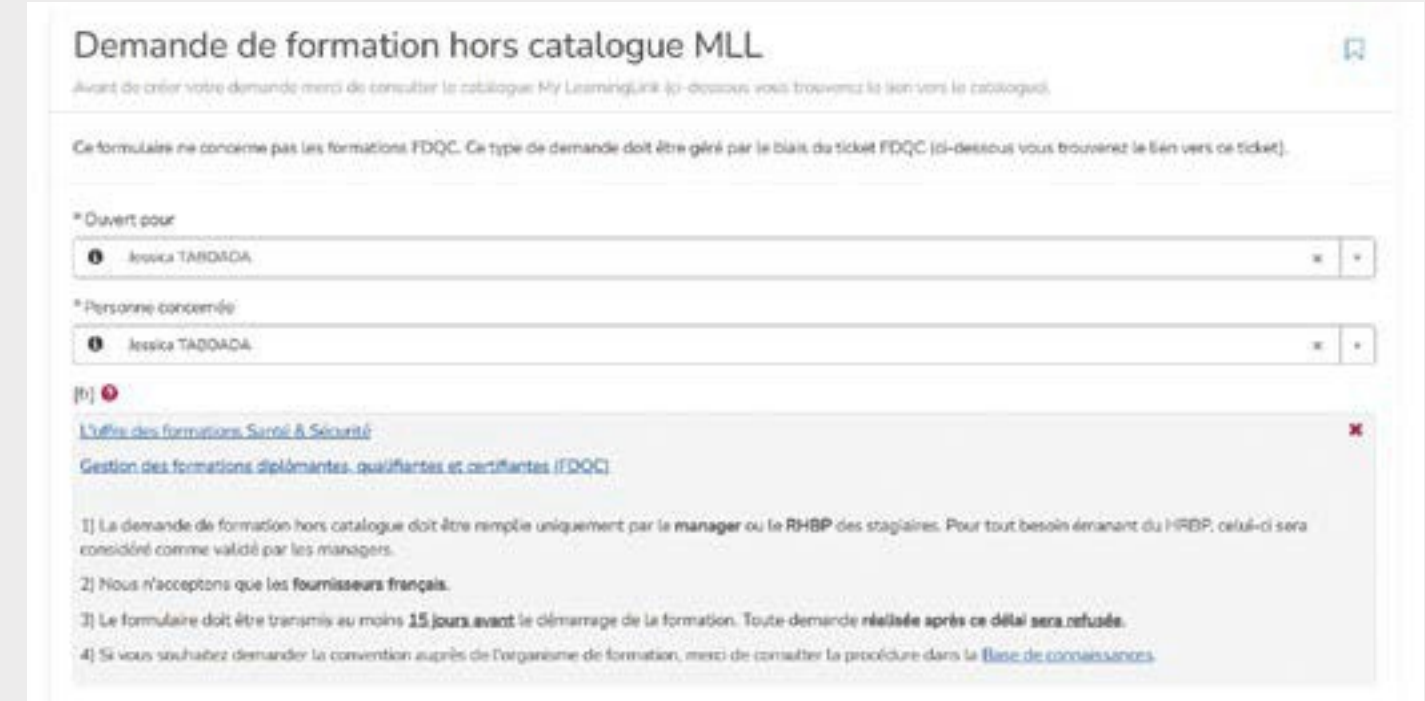 Demande de formation hors catalogue MLL
Avant de créer votre demande merci de consulter le catalogue My LearningLink (ci-dessous vous trouverez le lien vers le catalogue).
Ce formulaire ne concerne pas les formations FDQC. Ce type de demande doit être géré par le biais du ticket FDQC (ci-dessous vous trouverez le lien vers ce ticket).
* Ouvert pour
Jessica TABOADA
* Personne concernée
Jessica TABOADA
L'offre des formations Santé & Sécurité
Gestion des formations diplômantes, qualifiantes et certifiantes (FDQC)
1) La demande de formation hors catalogue doit être remplie uniquement par le manager ou le RHBP des stagiaires. Pour tout besoin émanant du HRBP, celui-ci sera
considéré comme validé par les managers.
2) Nous n'acceptons que les fournisseurs français.
3) Le formulaire doit être transmis au moins 15 jours avant le démarrage de la formation. Toute demande réalisée après ce délai sera refusée.
4) Si vous souhaitez demander la convention auprès de l'organisme de formation, merci de consulter la procédure dans la Base de connaissances.